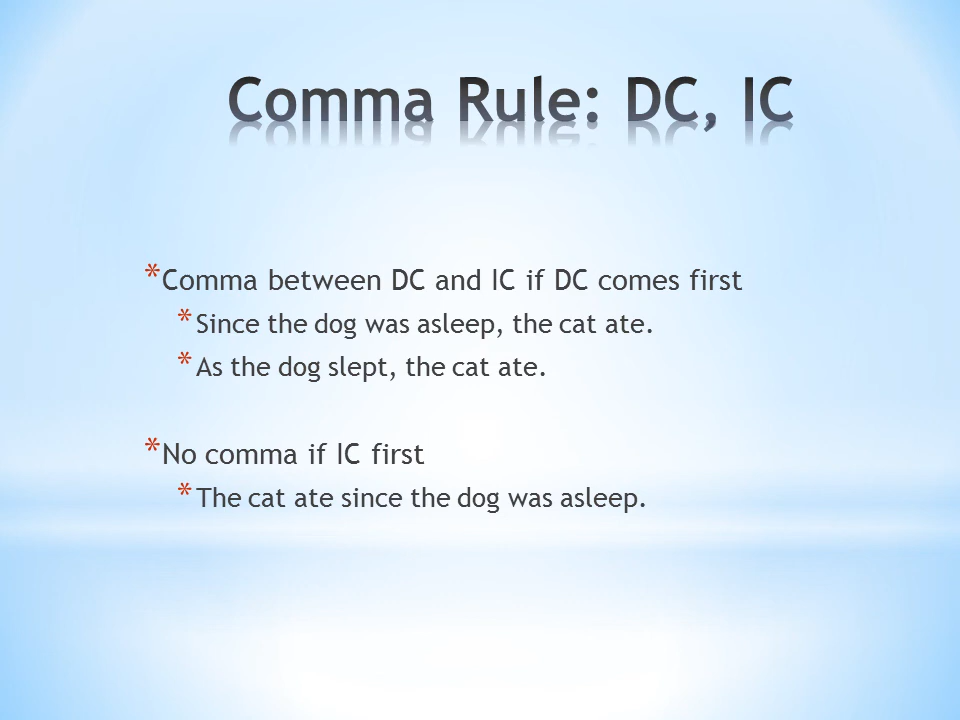 Comma Rule: DC, IC
*Comma between DC and IC if DC comes first
*Since the dog was asleep, the cat ate.
*As the dog slept, the cat ate.
*No comma if IC first
*The cat ate since the dog was asleep.